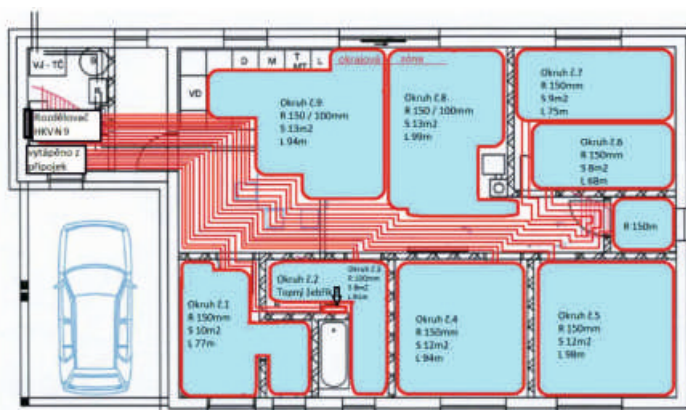 VJ - TČ
Rozdělovač
HKV-N 9
vytápěno z
přípojek
VD
D
M
T
MT
L
okrajová zóna
Okruh č.9
R 150 / 100mm
S 13m2
L 94m
Okruh č.8
R 150 / 100mm
S 13m2
L 99m
Okruh č.7
R 150mm
S 9m2
L 75m
Okruh č.6
R 150mm
S 8m2
L 68m
R 150m
Okruh č.1
R 150mm
S 10m2
L 77m
Okruh č.2
Topný žebřík
Okruh č.3
R 100mm
S 8m2
Okruh č.4
R 150mm
S 12m2
L 94m
Okruh č.5
R 150mm
S 12m2
L 98m